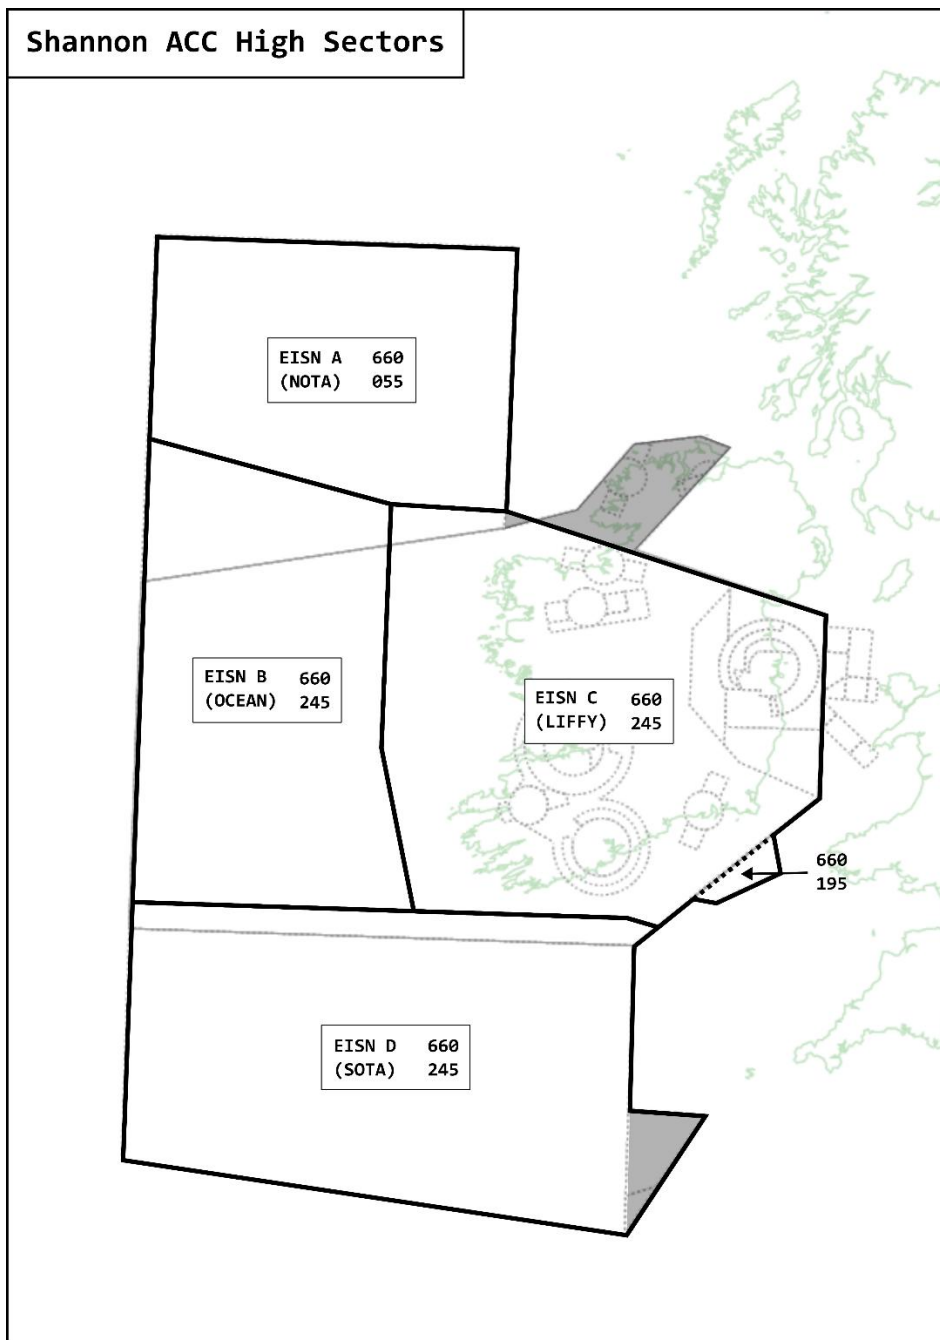 Shannon ACC High Sectors
EISN A 660
(NOTA) 055
EISN B 660
(OCEAN) 245
EISN C 660
(LIFFY) 245
660
195
EISN D 660
(SOTA) 245